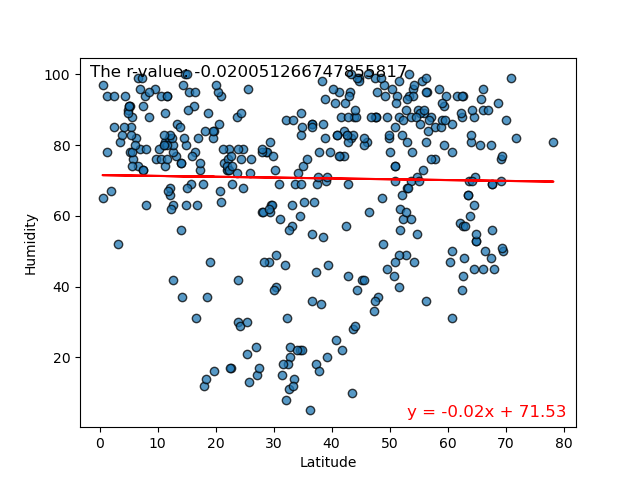 The r-value: -0.020051266747855817
100
80
60
40
20
Humidity
y = -0.02x + 71.53
0 10 20 30 40 50 60 70 80
Latitude